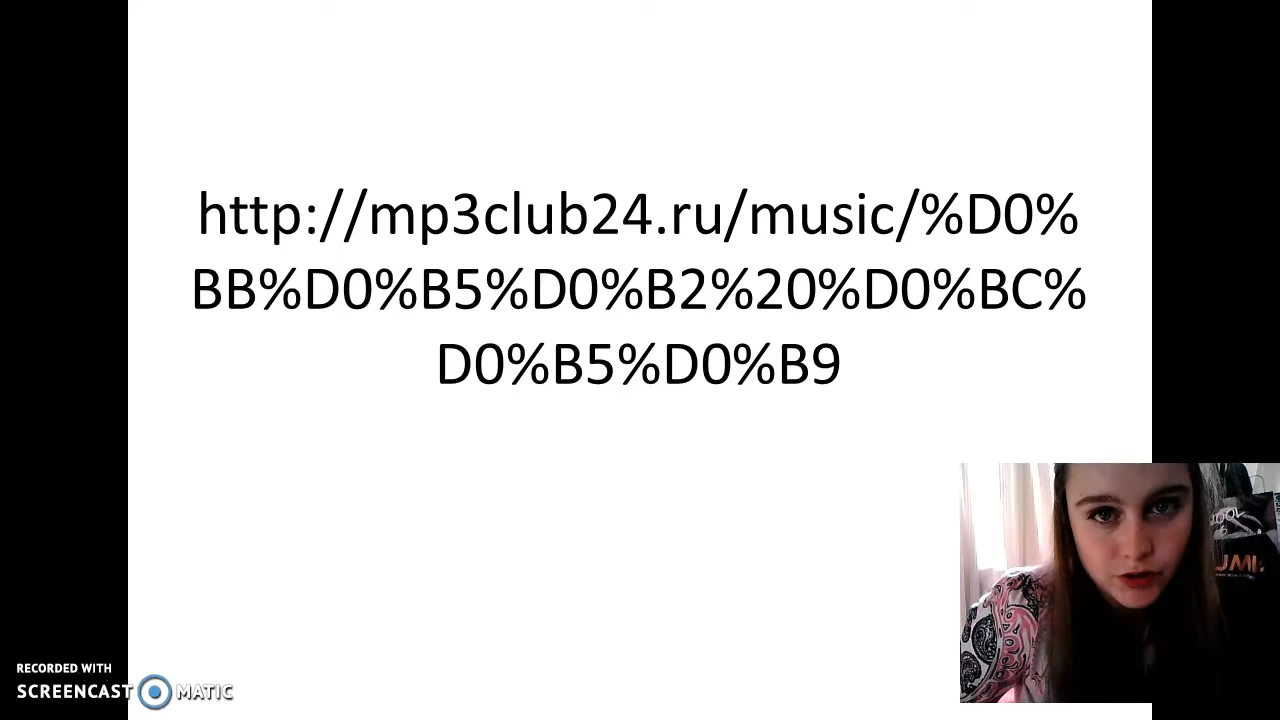 http://mp3club24.ru/music/%D0%
BB%D0%B5%D0%B2%20%D0%BC%
D0%B5%D0%B9
RECORDED WITH
SCREENCAST MATIC